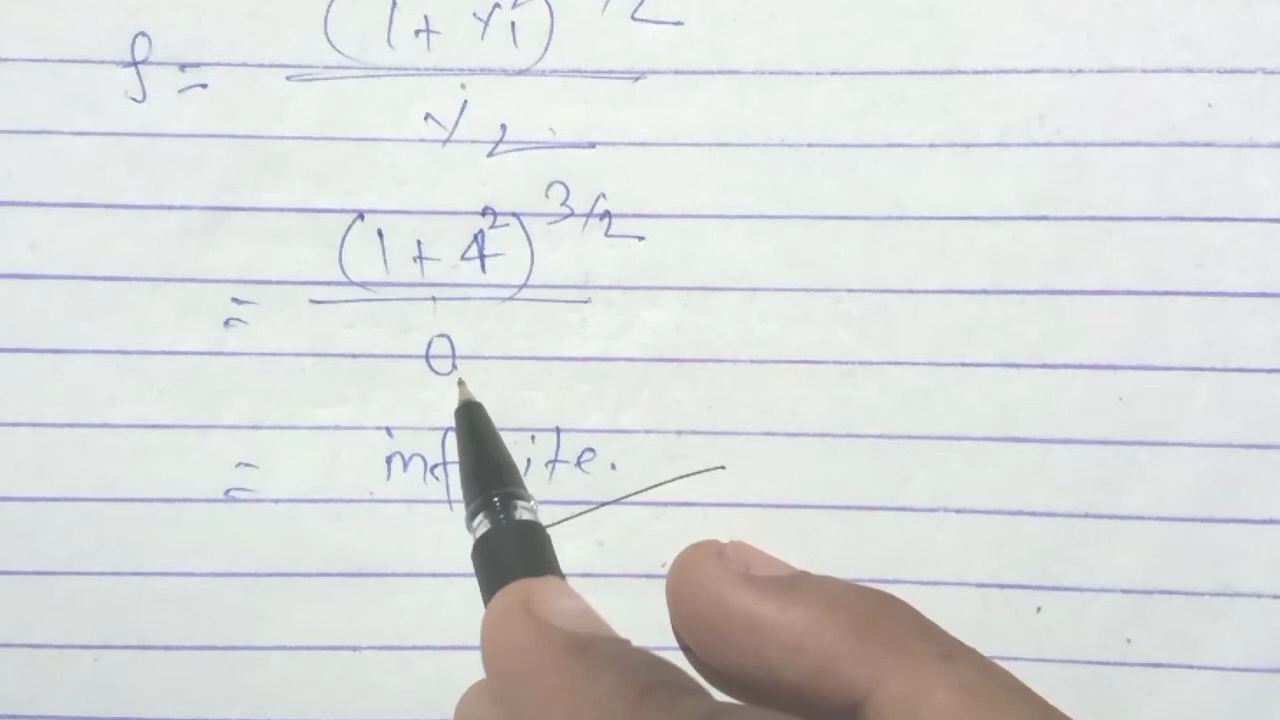 ρ = (1 + y₁²)^3/2 / y₂
= (1 + 4²)^3/2 / 0
= infinite.